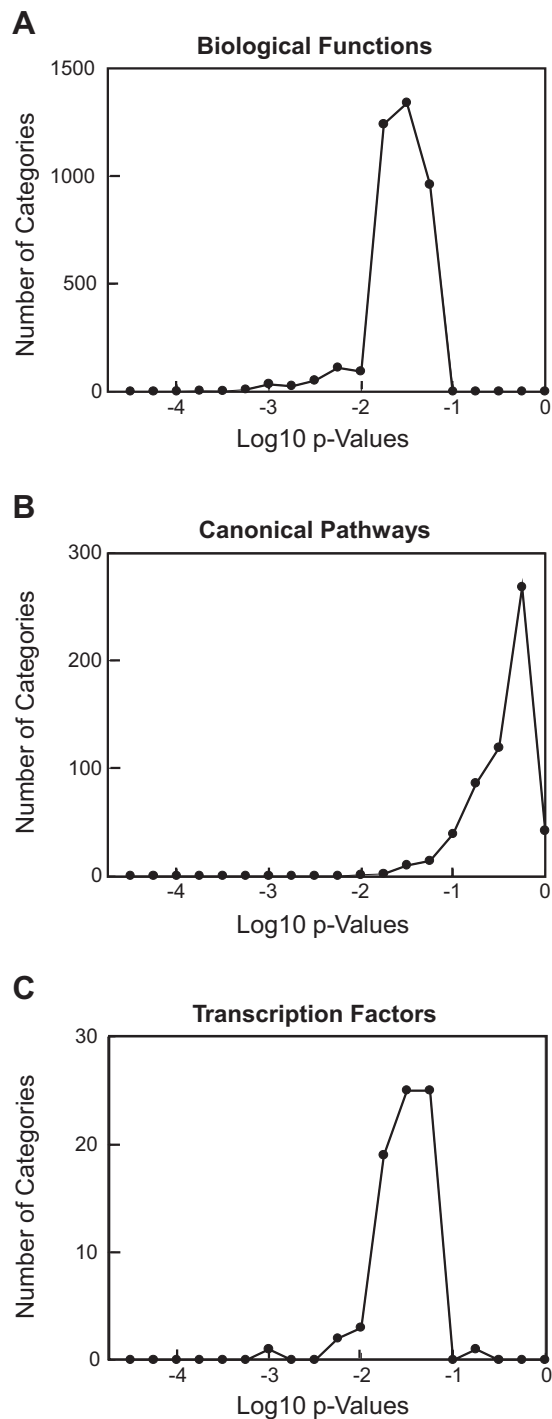 A
Biological Functions
1500
1000
500
0
Number of Categories
-4 -3 -2 -1 0
Log10 p-Values
B
Canonical Pathways
300
200
100
0
Number of Categories
-4 -3 -2 -1 0
Log10 p-Values
C
Transcription Factors
30
20
10
0
Number of Categories
-4 -3 -2 -1 0
Log10 p-Values